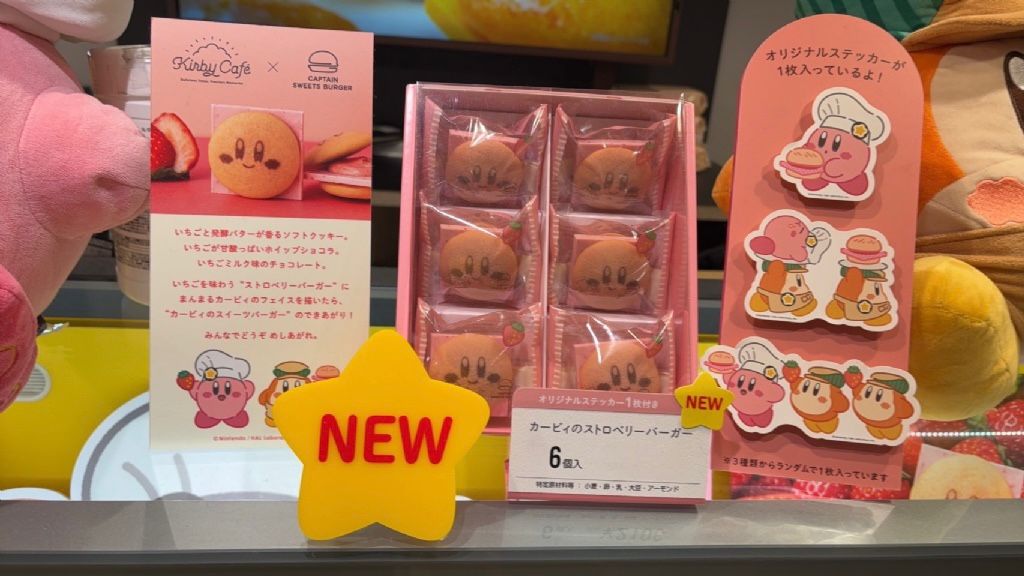 Kirby Café
×
CAPTAIN
SWEETS BURGER
いちごと発酵バターが香るソフトクッキー。
いちごが甘酸っぱいホイップショコラ。
いちごミルク味のチョコレート。
いちごを味わう“ストロベリーバーガー”に
まんまるカービィのフェイスを描いたら、
“カービィのスイーツバーガー”のできあがり!
みんなでどうぞ めしあがれ。
© Nintendo / HAL Labora
NEW
オリジナルステッカー1枚付き
カービィのストロベリーバーガー
6個入
特定原材料等:小麦・卵・乳・大豆・アーモンド
NEW
オリジナルステッカーが
1枚入っているよ!
※3種類からランダムで1枚入っています